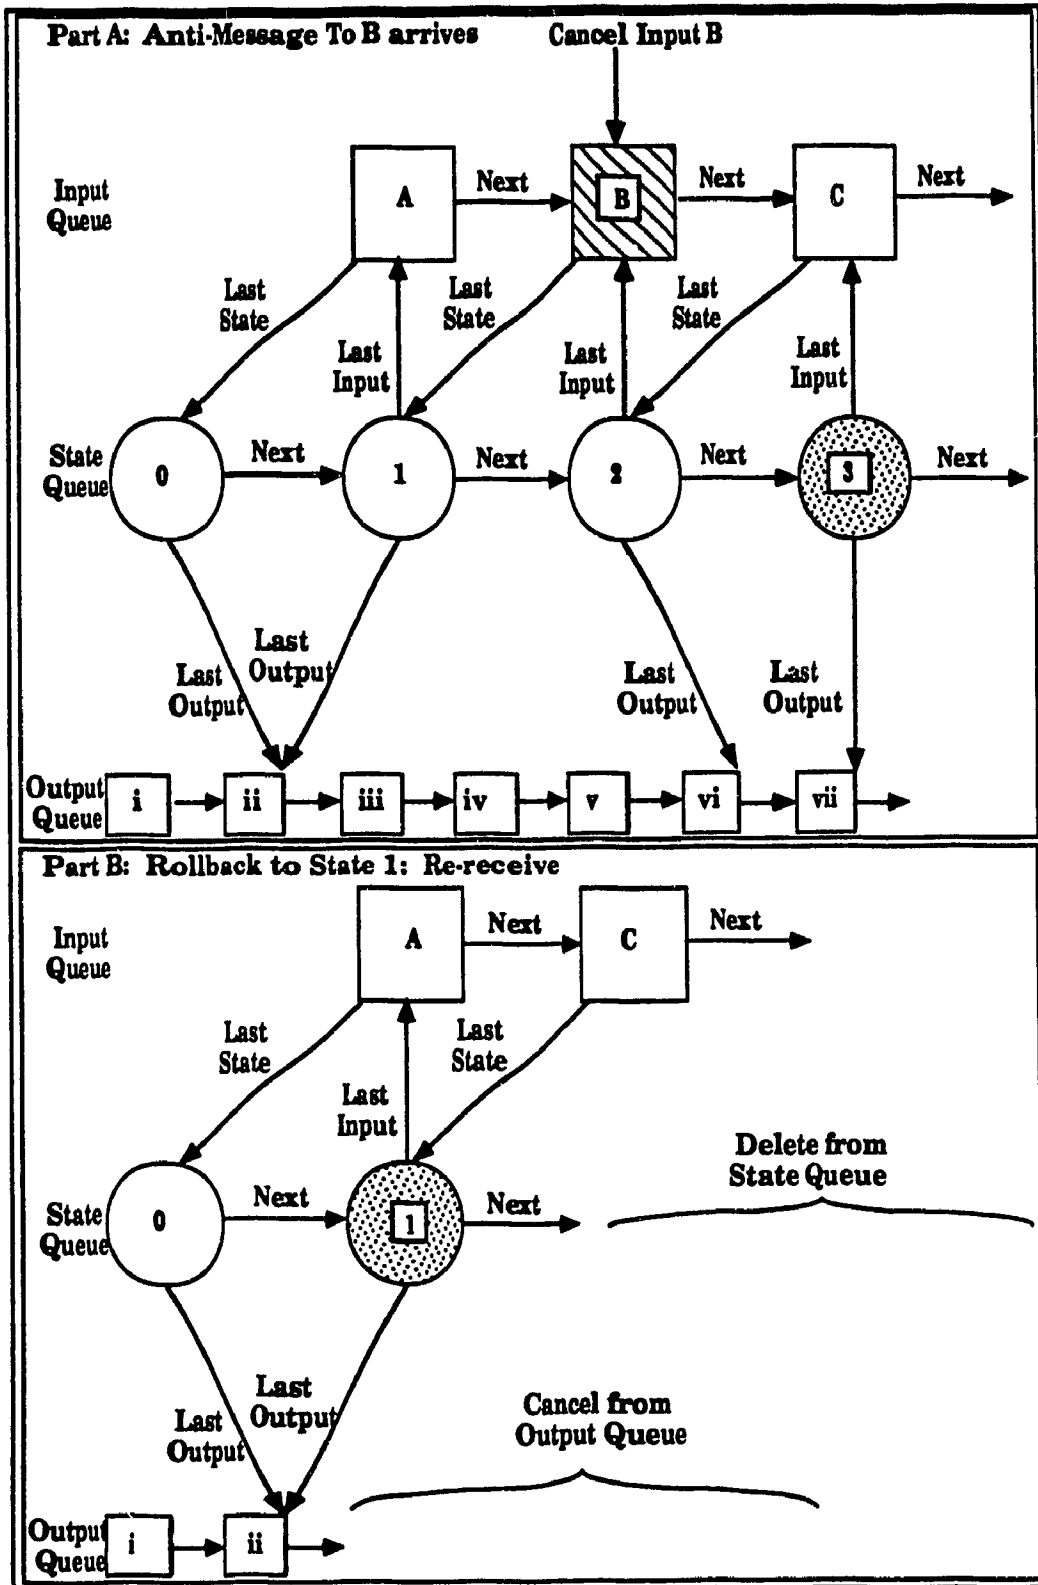 Part A: Anti-Message To B arrives
Cancel Input B
Input
Queue
A
Next
B
Next
C
Next
Last
State
Last
Input
Last
State
Last
Input
Last
State
Last
Input
State
Queue
0
Next
1
Next
2
Next
3
Next
Last
Output
Last
Output
Last
Output
Last
Output
Output
Queue
i
ii
iii
iv
v
vi
vii
Part B: Rollback to State 1: Re-receive
Input
Queue
A
Next
C
Next
Last
State
Last
Input
Last
State
Delete from
State Queue
State
Queue
0
Next
1
Next
Last
Output
Last
Output
Cancel from
Output Queue
Output
Queue
i
ii